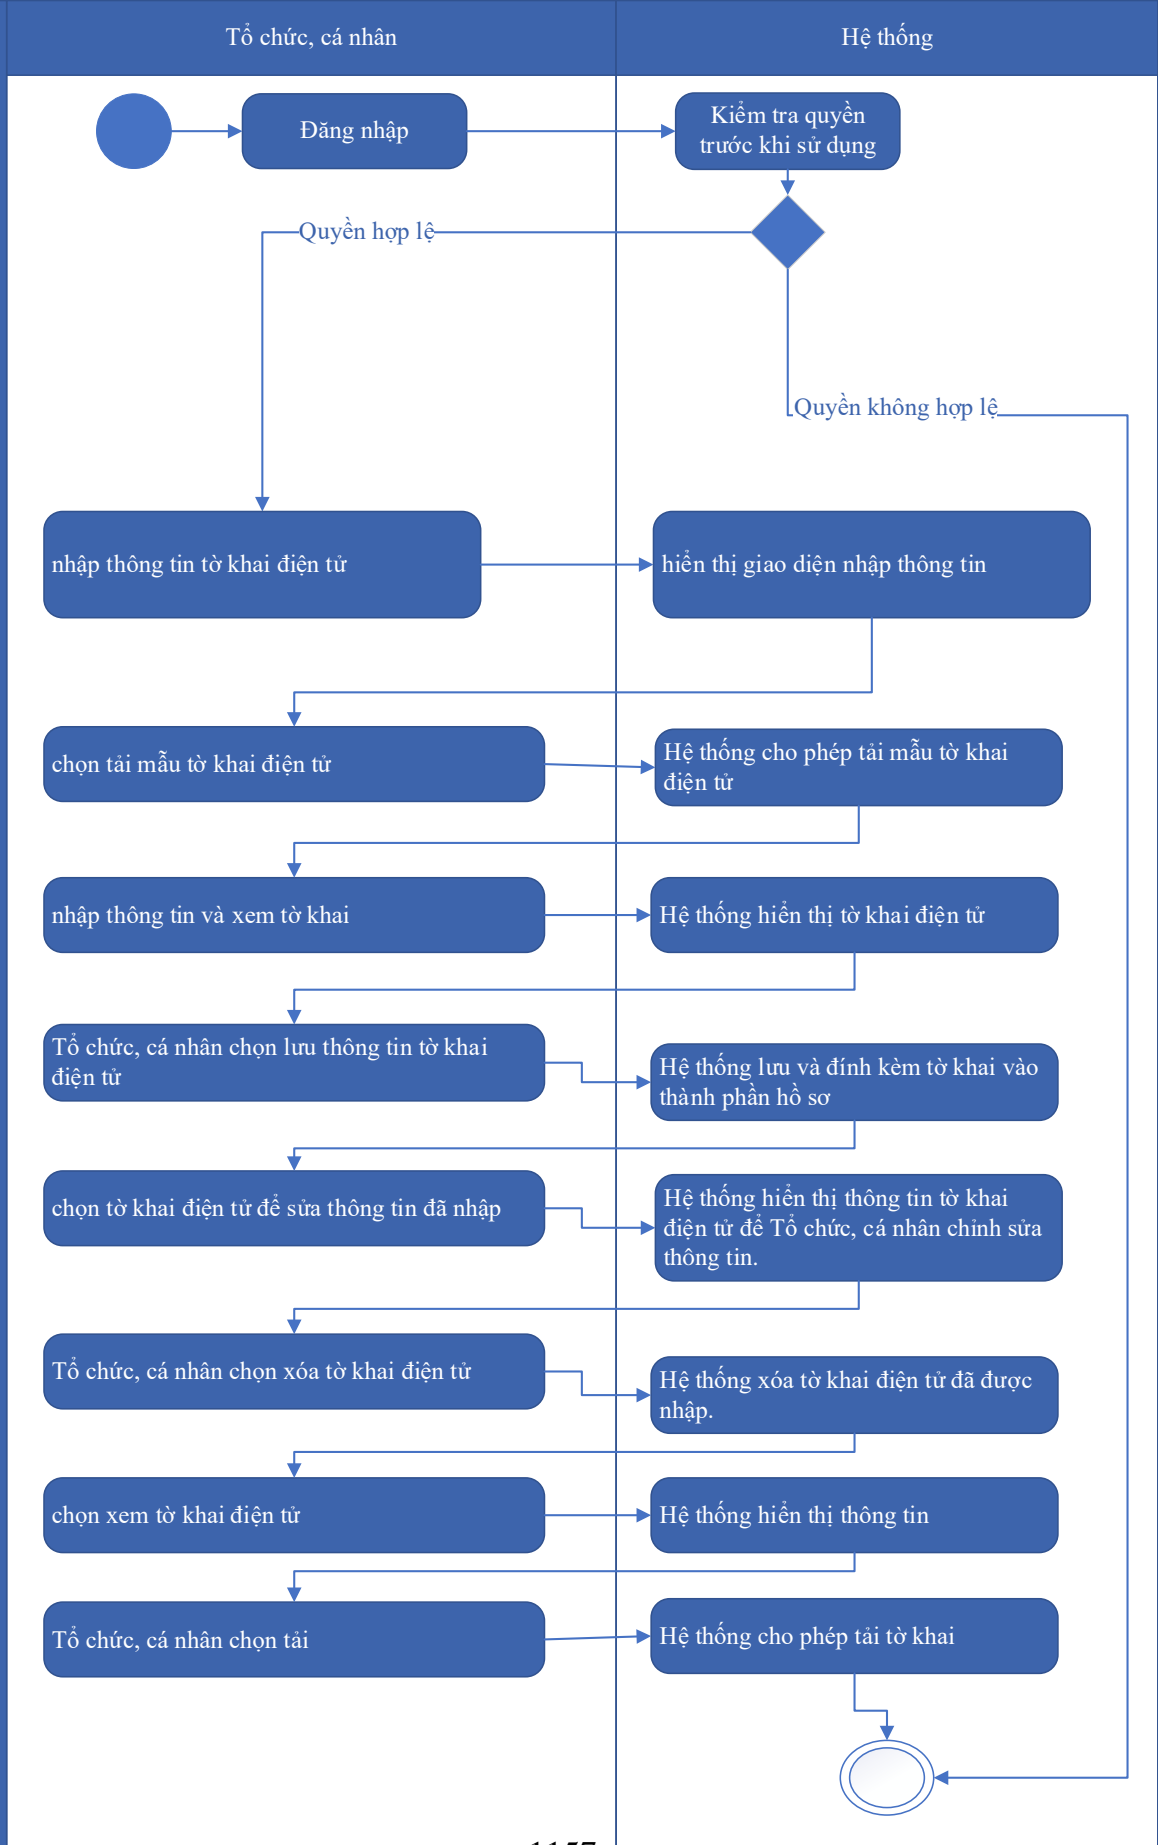 Tổ chức, cá nhân
Hệ thống
Đăng nhập
Kiểm tra quyền
trước khi sử dụng
Quyền hợp lệ
Quyền không hợp lệ
nhập thông tin tờ khai điện tử
hiển thị giao diện nhập thông tin
chọn tải mẫu tờ khai điện tử
Hệ thống cho phép tải mẫu tờ khai
điện tử
nhập thông tin và xem tờ khai
Hệ thống hiển thị tờ khai điện tử
Tổ chức, cá nhân chọn lưu thông tin tờ khai
điện tử
Hệ thống lưu và đính kèm tờ khai vào
thành phần hồ sơ
chọn tờ khai điện tử để sửa thông tin đã nhập
Hệ thống hiển thị thông tin tờ khai
điện tử để Tổ chức, cá nhân chỉnh sửa
thông tin.
Tổ chức, cá nhân chọn xóa tờ khai điện tử
Hệ thống xóa tờ khai điện tử đã được
nhập.
chọn xem tờ khai điện tử
Hệ thống hiển thị thông tin
Tổ chức, cá nhân chọn tải
Hệ thống cho phép tải tờ khai